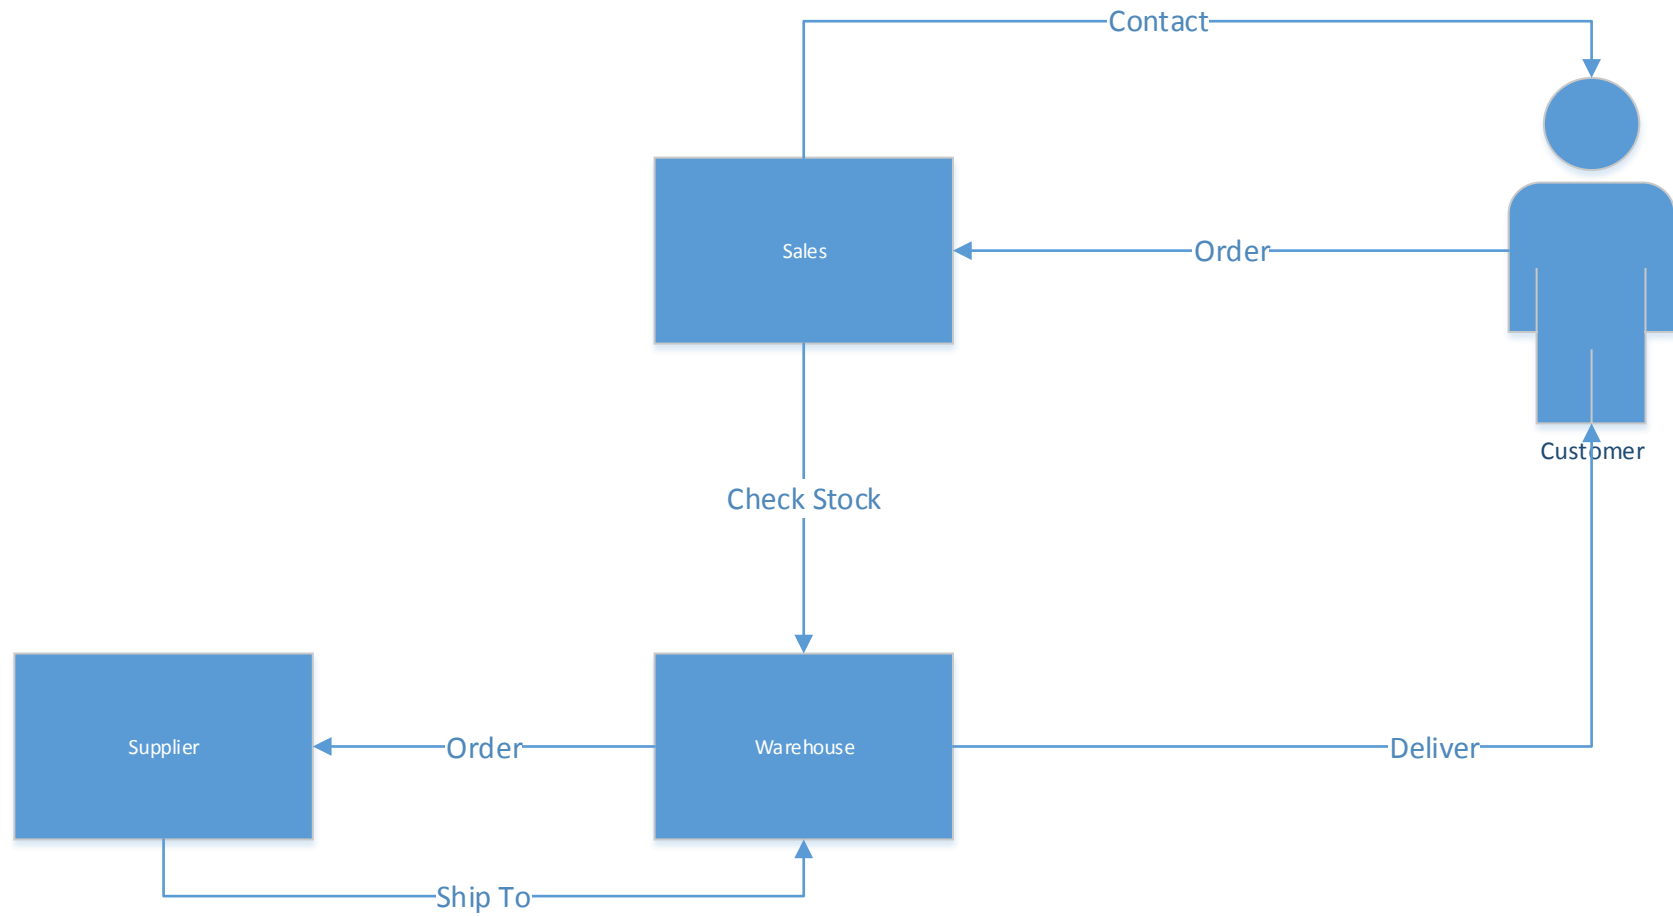 Contact
Sales
Order
Customer
Check Stock
Supplier
Order
Warehouse
Deliver
Ship To